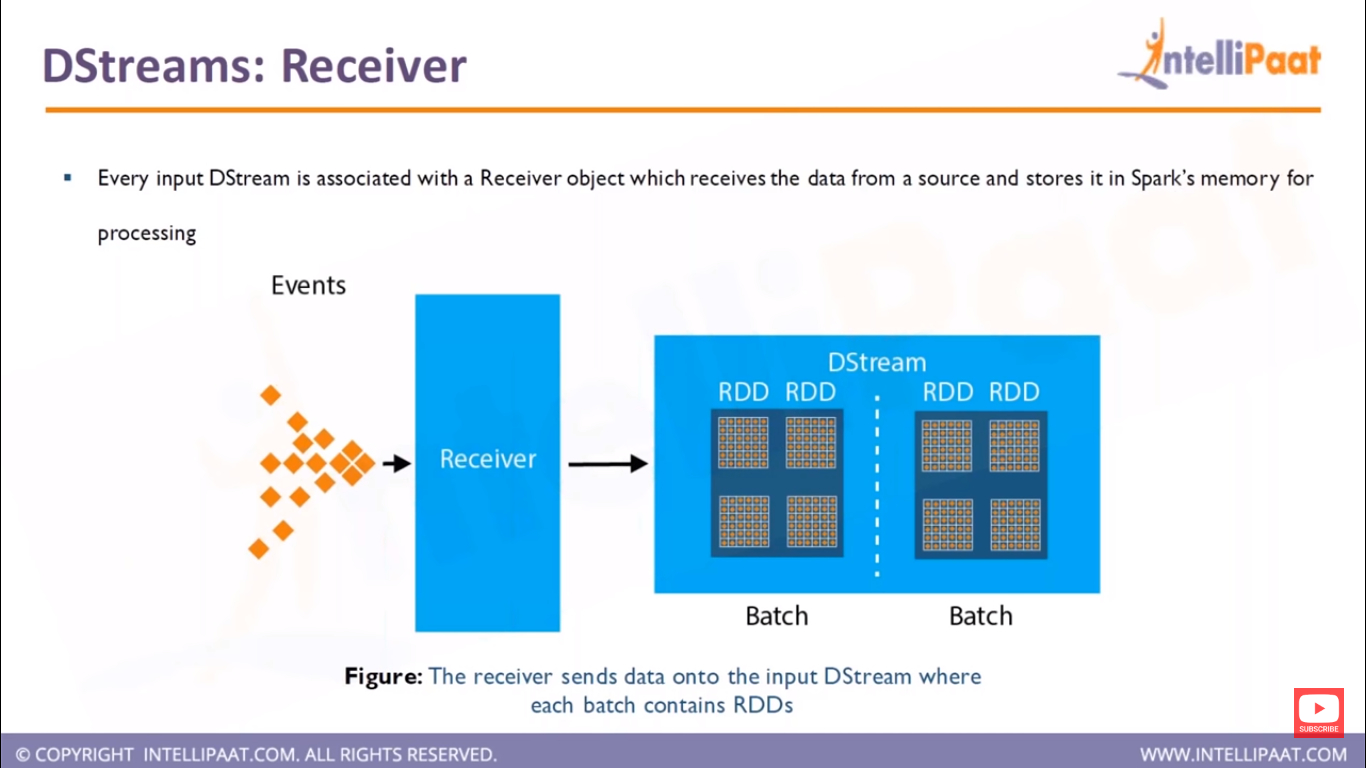 DStreams: Receiver
IntelliPaat
▪ Every input DStream is associated with a Receiver object which receives the data from a source and stores it in Spark's memory for
processing
Events
Receiver
DStream
RDD RDD RDD RDD
Batch Batch
Figure: The receiver sends data onto the input DStream where
each batch contains RDDs
SUBSCRIBE
© COPYRIGHT INTELLIPAAT.COM. ALL RIGHTS RESERVED. WWW.INTELLIPAAT.COM